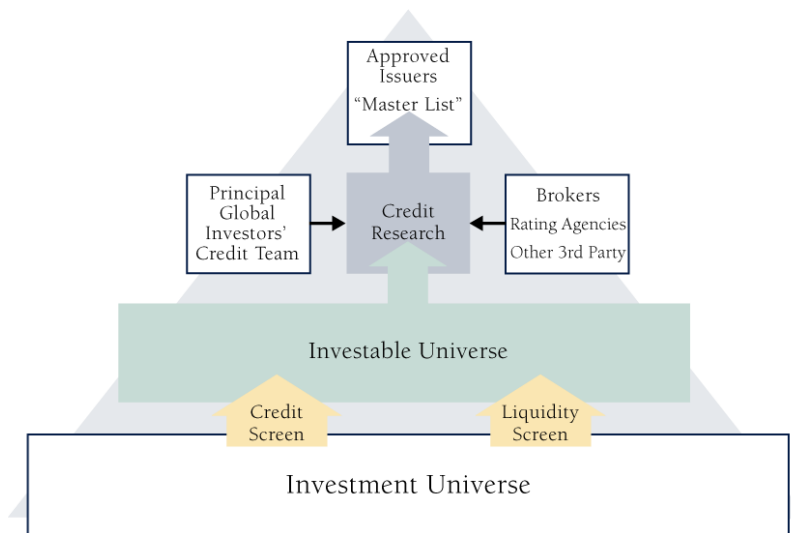 Approved
Issuers
“Master List”
Principal
Global
Investors’
Credit Team
Credit
Research
Brokers
Rating Agencies
Other 3rd Party
Investable Universe
Credit
Screen
Liquidity
Screen
Investment Universe